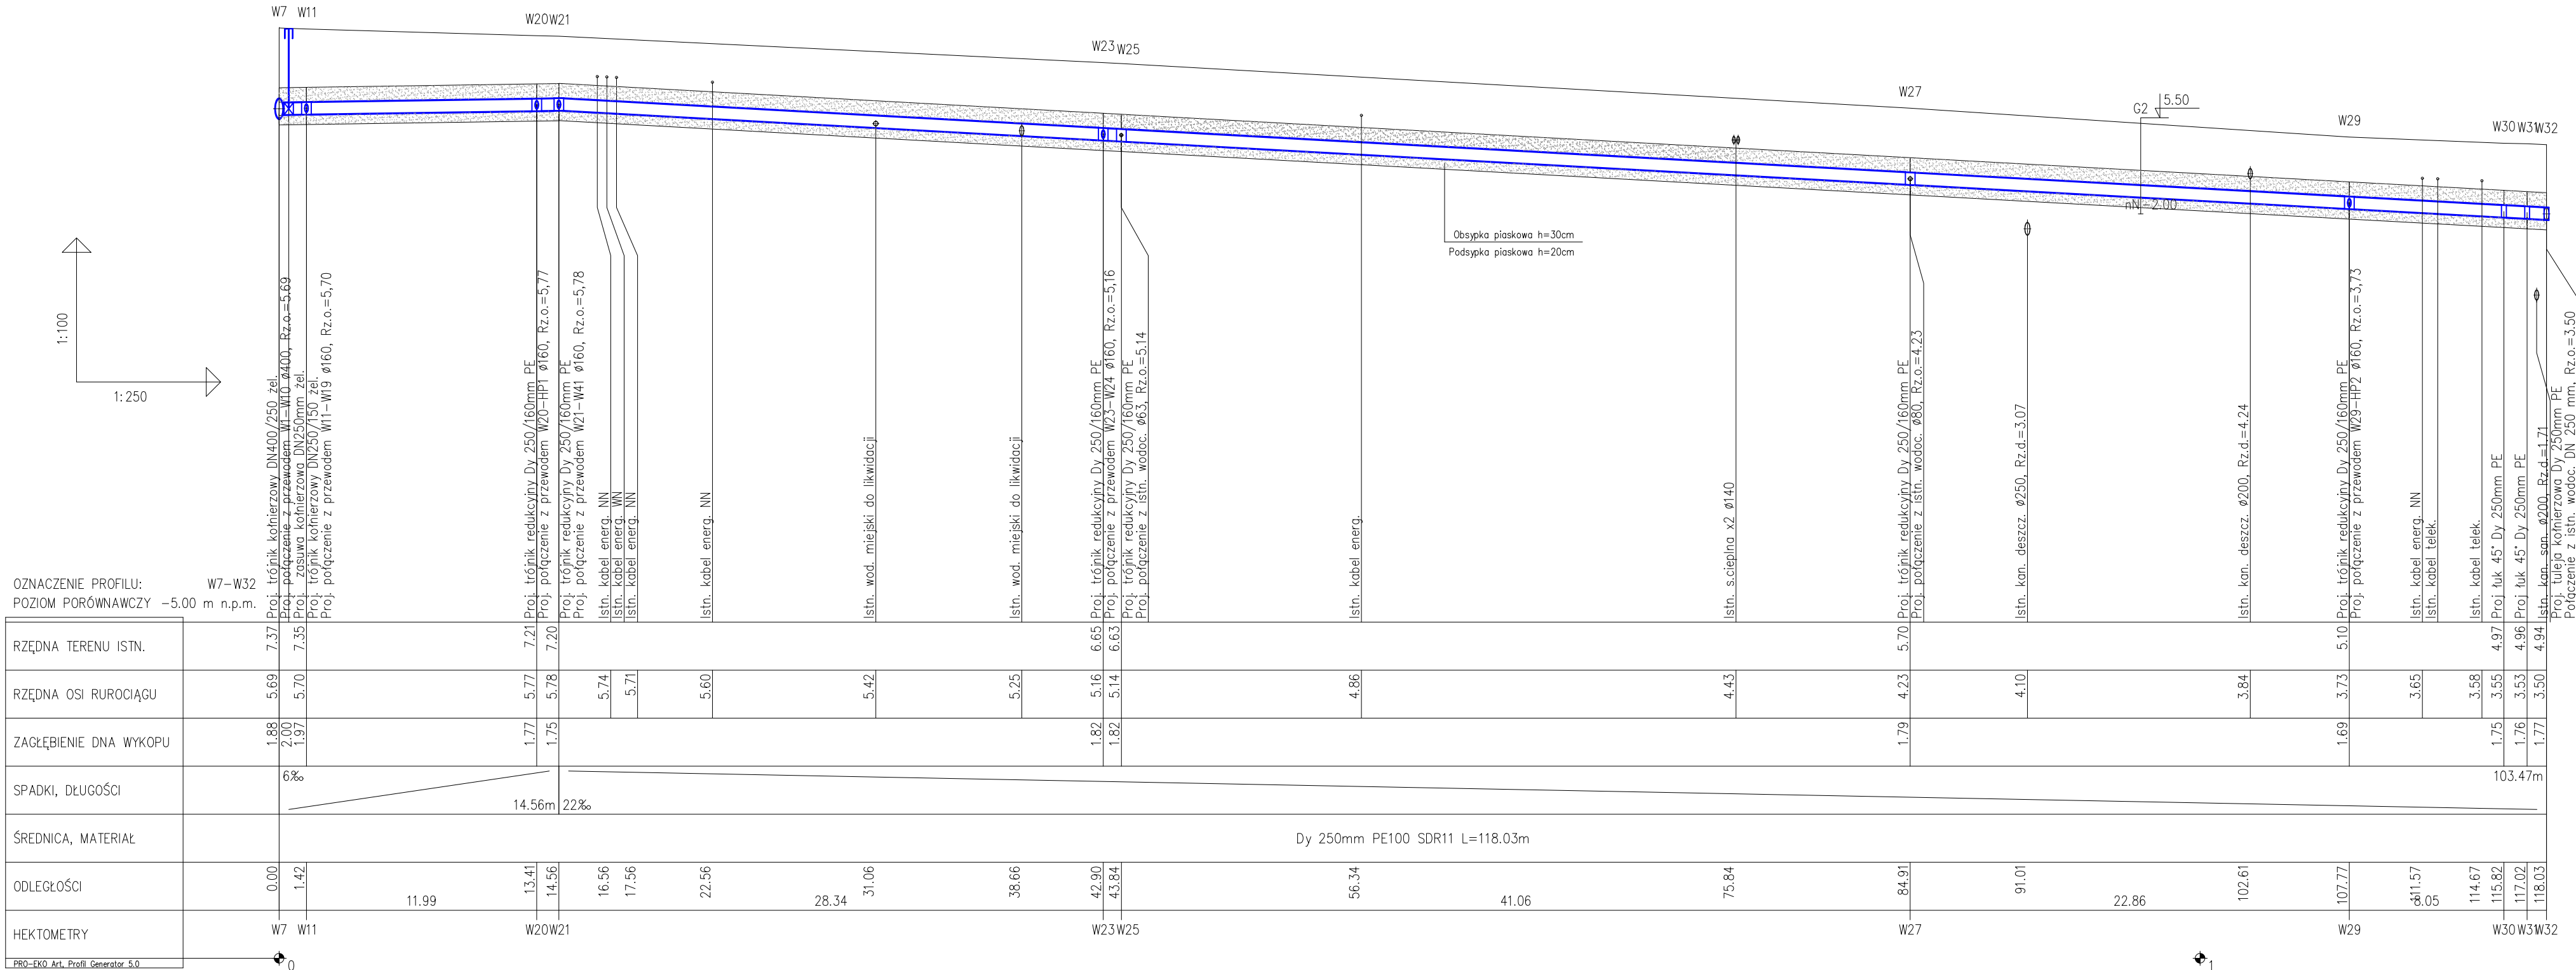 W7 W11
W20 W21
W23 W25
W27
G2 5.50
W29
W30 W31 W32
nN -2.00
Obsypka piaskowa h=30cm
Podsypka piaskowa h=20cm
1:100
1:250
Proj. trójnik kołnierzowy DN400/250 żel.
Proj. połączenie z przewodem W1-W10 ø400, Rz.o.=5.69
Proj. zasuwa kołnierzowa DN250mm żel.
Proj. trójnik kołnierzowy DN250/150 żel.
Proj. połączenie z przewodem W11-W19 ø160, Rz.o.=5,70
Proj. trójnik redukcyjny Dy 250/160mm PE
Proj. połączenie z przewodem W20-HP1 ø160, Rz.o.=5,77
Proj. trójnik redukcyjny Dy 250/160mm PE
Proj. połączenie z przewodem W21-W41 ø160, Rz.o.=5,78
Istn. kabel energ. NN
Istn. kabel energ. WN
Istn. kabel energ. NN
Istn. kabel energ. NN
Istn. wod. miejski do likwidacji
Istn. wod. miejski do likwidacji
Proj. trójnik redukcyjny Dy 250/160mm PE
Proj. połączenie z przewodem W23-W24 ø160, Rz.o.=5,16
Proj. trójnik redukcyjny Dy 250/160mm PE
Proj. połączenie z istn. wodoc. ø63, Rz.o.=5.14
Istn. kabel energ.
Istn. s.cieplna x2 ø140
Proj. trójnik redukcyjny Dy 250/160mm PE
Proj. połączenie z istn. wodoc. ø80, Rz.o.=4.23
Istn. kan. deszcz. ø250, Rz.d.=3.07
Istn. kan. deszcz. ø200, Rz.d.=4.24
Proj. trójnik redukcyjny Dy 250/160mm PE
Proj. połączenie z przewodem W29-HP2 ø160, Rz.o.=3,73
Istn. kabel energ. NN
Istn. kabel telek.
Istn. kabel telek.
Proj. łuk 45° Dy 250mm PE
Proj. łuk 45° Dy 250mm PE
Istn. kan. san. ø200, Rz.d.=1.71
Proj. tuleja kołnierzowa Dy 250mm PE
Połączenie z istn. wodoc. DN 250 mm, Rz.o.=3.50
OZNACZENIE PROFILU: W7-W32
POZIOM PORÓWNAWCZY -5.00 m n.p.m.
RZĘDNA TERENU ISTN. 7.37 7.35 7.21 7.20 6.65 6.63 5.70 5.10 4.97 4.96 4.94
RZĘDNA OSI RUROCIĄGU 5.69 5.70 5.77 5.78 5.74 5.71 5.60 5.42 5.25 5.16 5.14 4.86 4.43 4.23 4.10 3.84 3.73 3.65 3.58 3.55 3.53 3.50
ZAGŁĘBIENIE DNA WYKOPU 1.88 2.00 1.97 1.77 1.75 1.82 1.82 1.79 1.69 1.75 1.76 1.77
SPADKI, DŁUGOŚCI 6‰ 14.56m 22‰ 103.47m
ŚREDNICA, MATERIAŁ Dy 250mm PE100 SDR11 L=118.03m
ODLEGŁOŚCI 0.00 1.42 13.41 14.56 16.56 17.56 22.56 31.06 38.66 42.90 43.84 56.34 75.84 84.91 91.01 102.61 107.77 111.57 114.67 115.82 117.02 118.03
11.99 28.34 41.06 22.86 8.05
HEKTOMETRY W7 W11 W20 W21 W23 W25 W27 W29 W30 W31 W32
PRO-EKO Art, Profil Generator 5.0
0 1